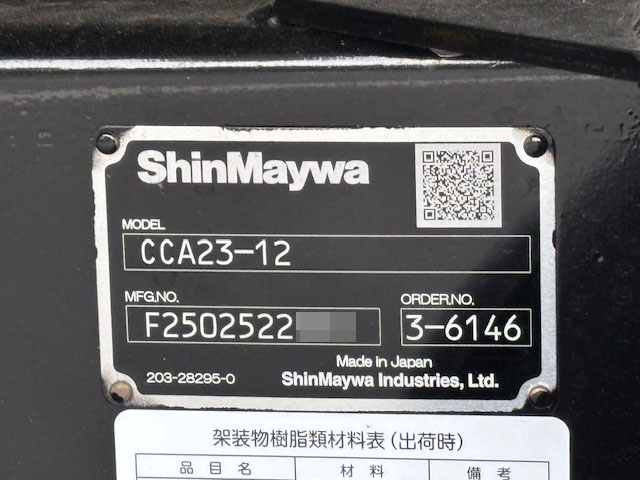 ShinMaywa
MODEL
CCA23-12
MFG.NO.
ORDER.NO.
F2502522
3-6146
Made in Japan
203-28295-0
ShinMaywa Industries, Ltd.
架装物樹脂類材料表(出荷時)
品目名 材料 備考